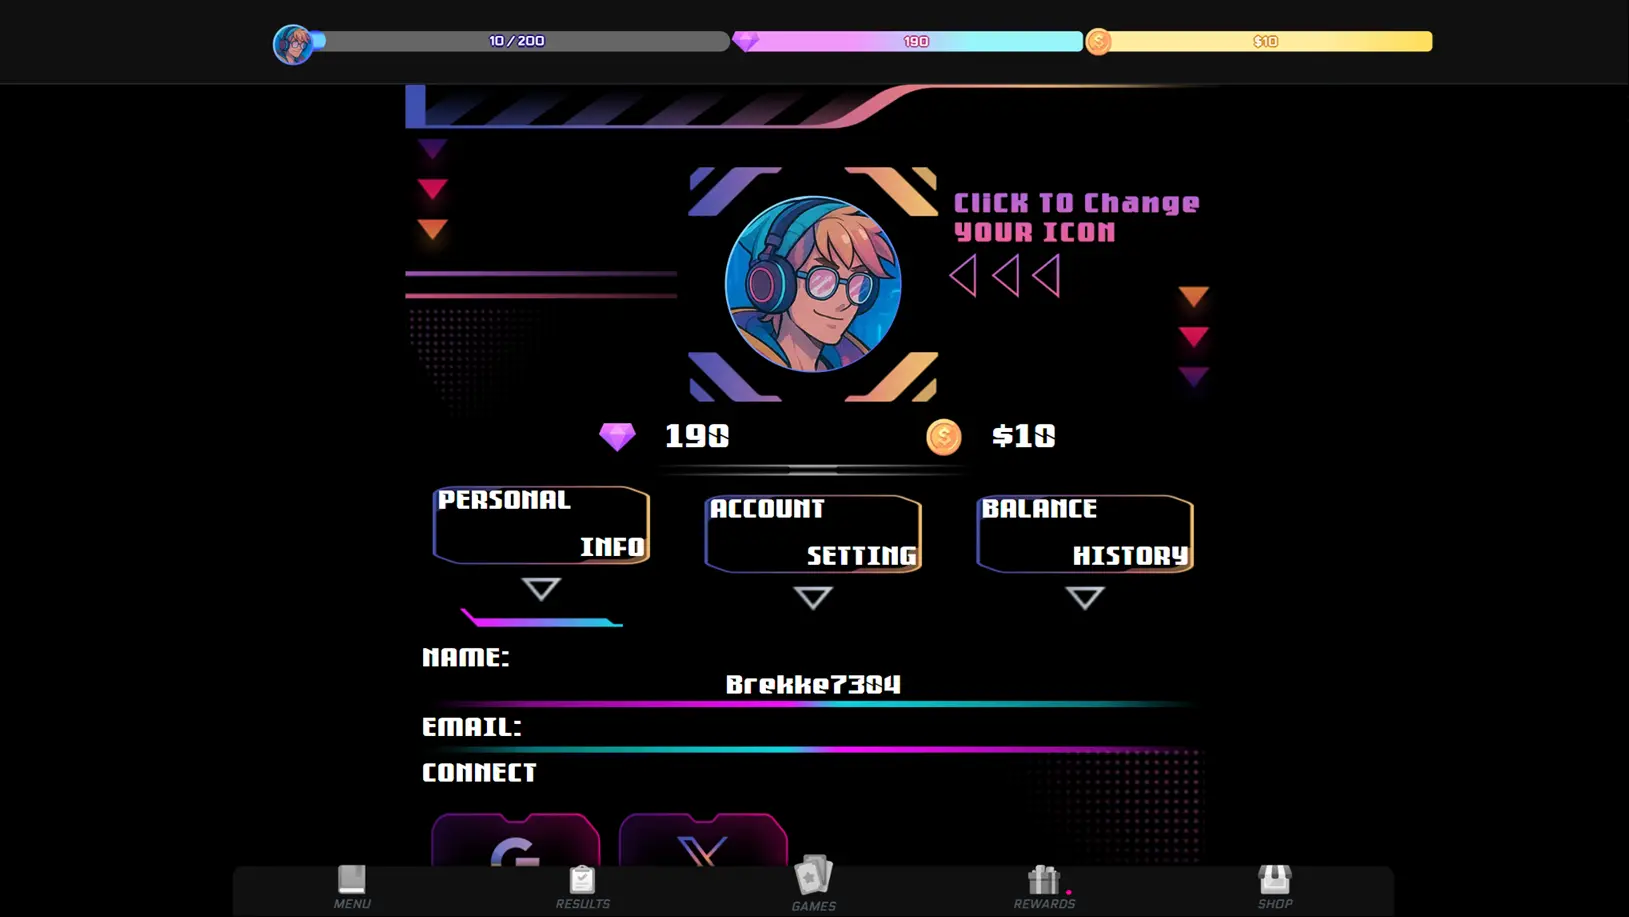 10/200
190
$10
Click TO Change
YOUR ICON
190
$10
PERSONAL
INFO
ACCOUNT
SETTING
BALANCE
HISTORY
NAME:
Brekke7304
EMAIL:
CONNECT
MENU
RESULTS
GAMES
REWARDS
SHOP